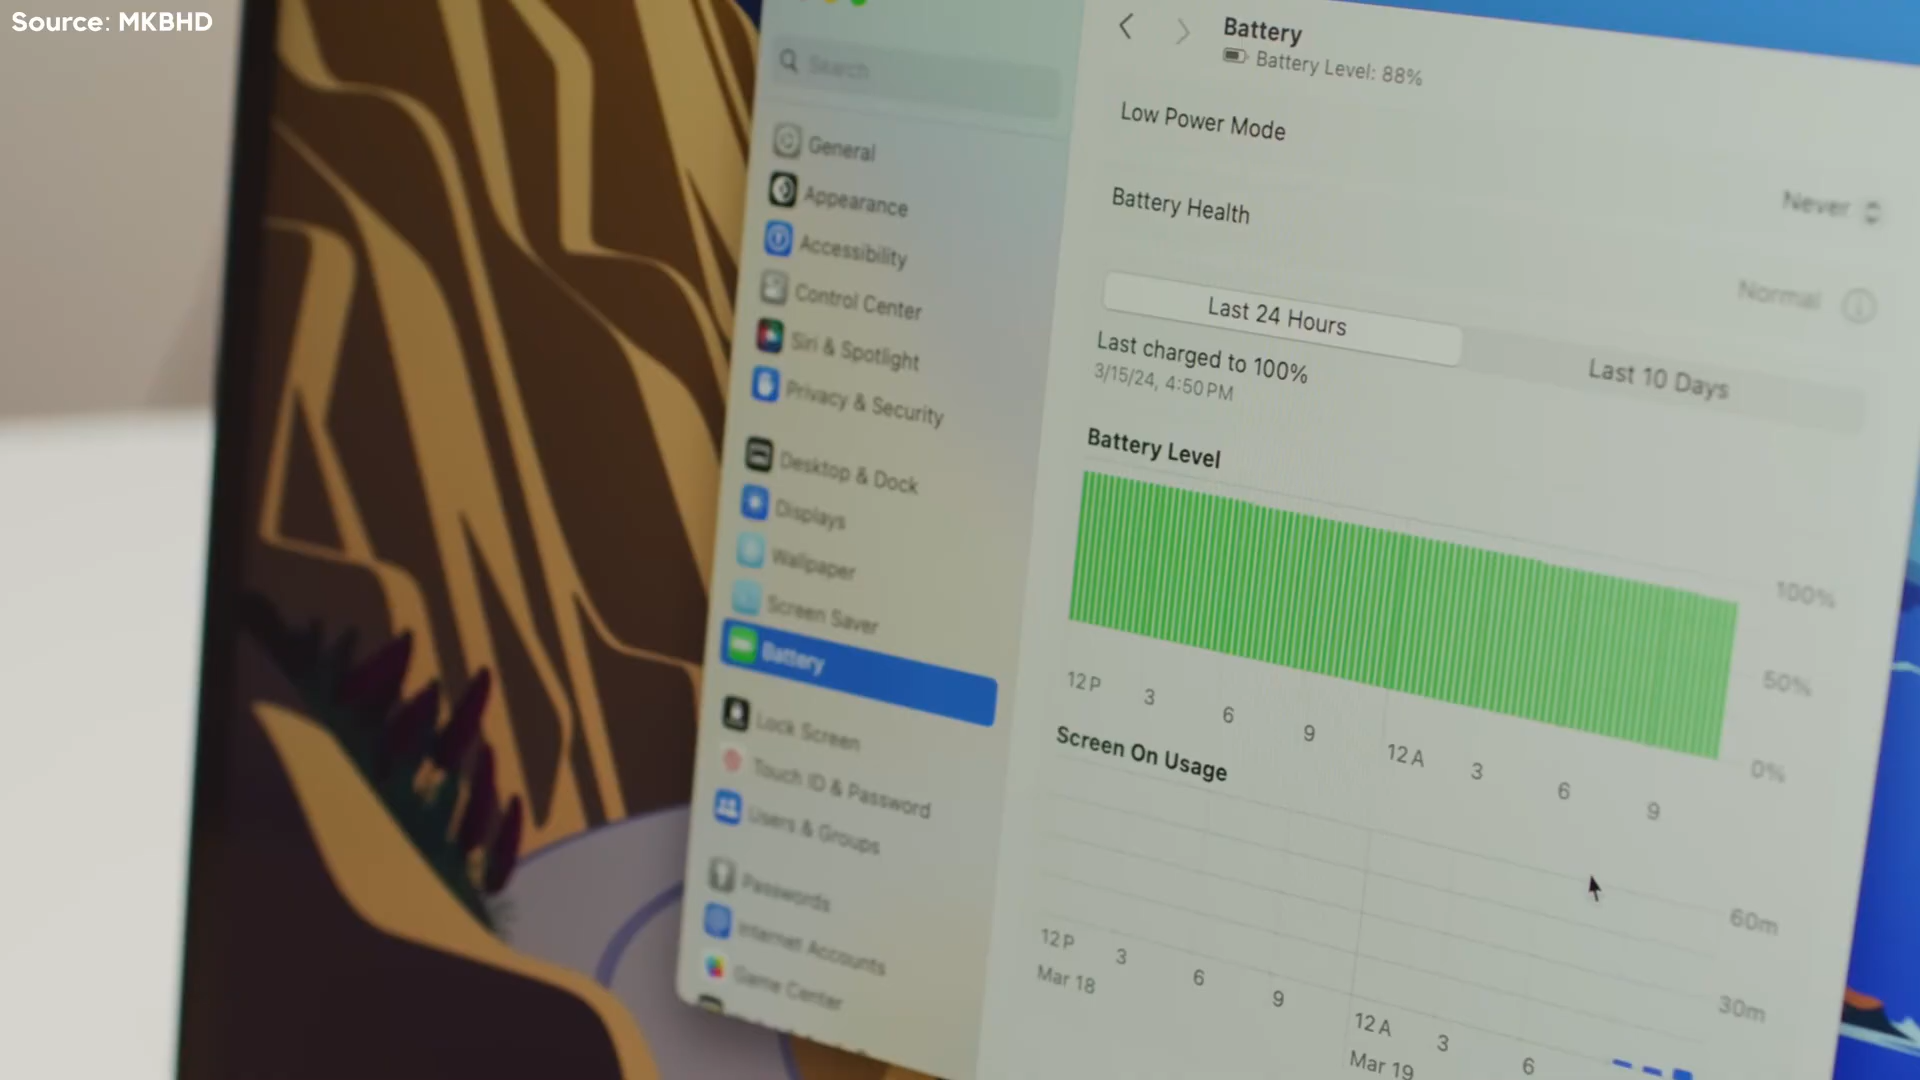 Source: MKBHD
Search
General
Appearance
Accessibility
Control Center
Siri & Spotlight
Privacy & Security
Desktop & Dock
Displays
Wallpaper
Screen Saver
Battery
Lock Screen
Touch ID & Password
Users & Groups
Passwords
Internet Accounts
Game Center
Battery
Battery Level: 88%
Low Power Mode
Never
Battery Health
Normal
Last 24 Hours
Last 10 Days
Last charged to 100%
3/15/24, 4:50 PM
Battery Level
100%
50%
0%
12 P 3 6 9 12 A 3 6 9
Screen On Usage
60m
30m
12 P 3 6 9 12 A 3 6
Mar 18 Mar 19